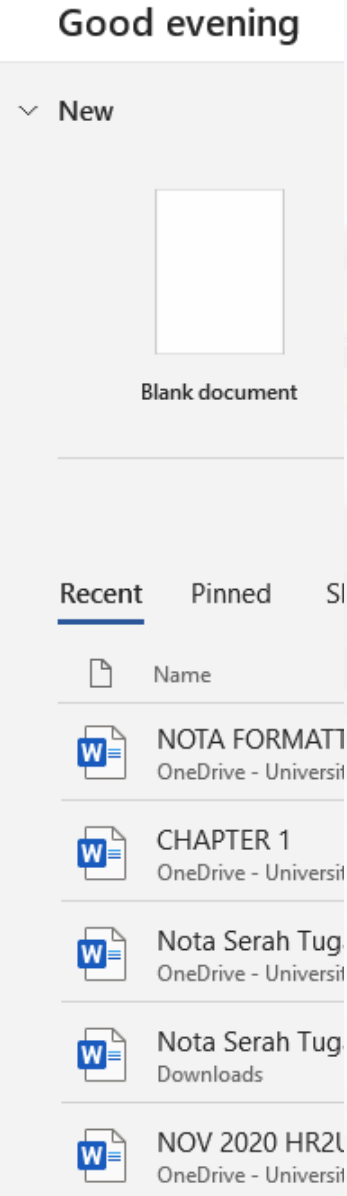 Good evening
New
Blank document
Recent Pinned
Name
NOTA FORMATT
OneDrive - Universit
CHAPTER 1
OneDrive - Universit
Nota Serah Tug
OneDrive - Universit
Nota Serah Tug
Downloads
NOV 2020 HR2U
OneDrive - Universit